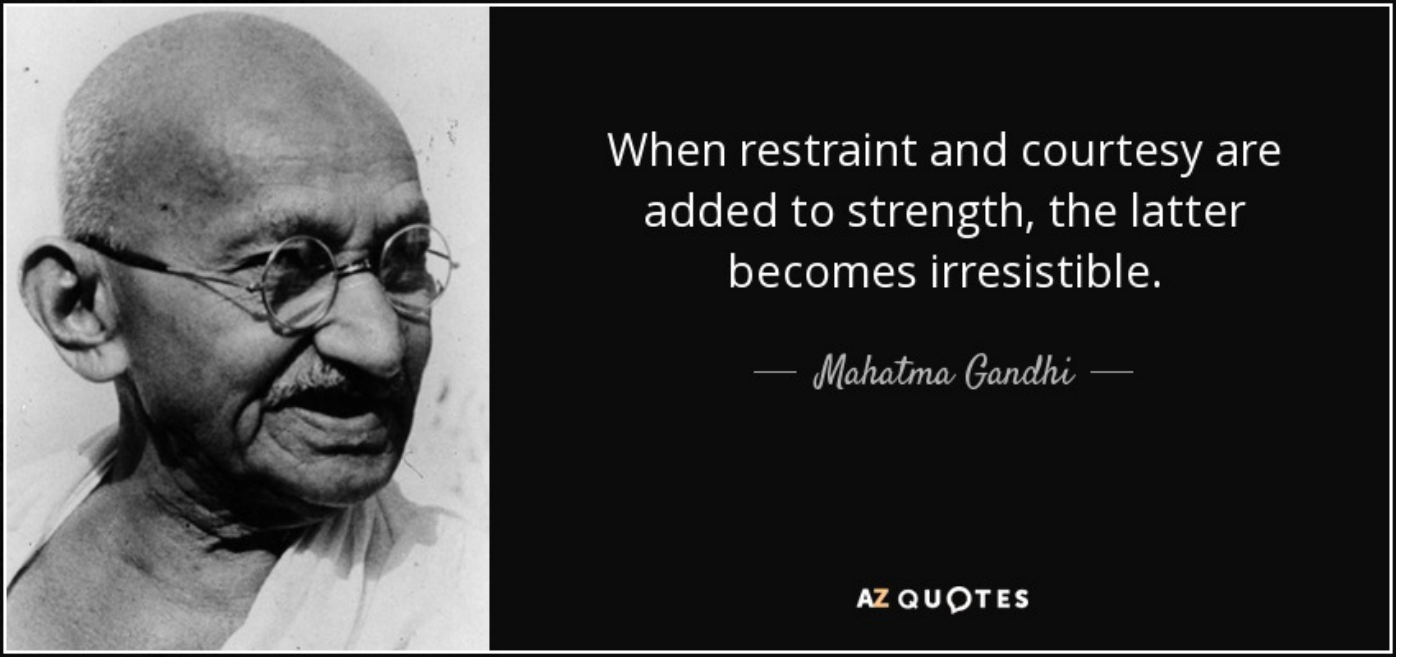 When restraint and courtesy are
added to strength, the latter
becomes irresistible.
Mahatma Gandhi
AZ QUOTES